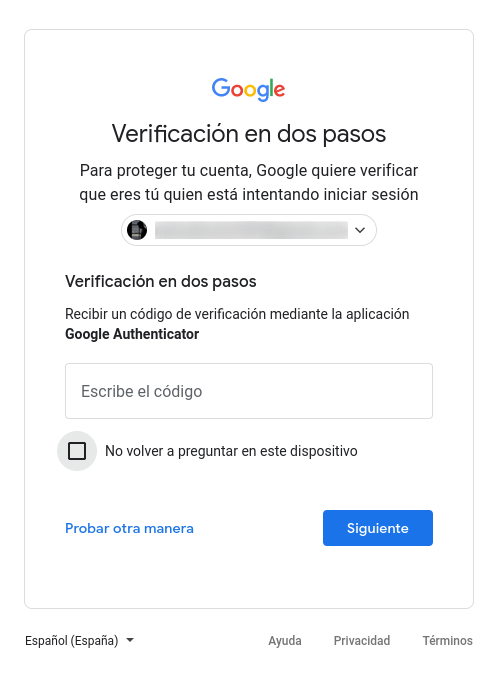 Google
Verificación en dos pasos
Para proteger tu cuenta, Google quiere verificar
que eres tú quien está intentando iniciar sesión
Verificación en dos pasos
Recibir un código de verificación mediante la aplicación
Google Authenticator
Escribe el código
No volver a preguntar en este dispositivo
Probar otra manera
Siguiente
Español (España)
Ayuda
Privacidad
Términos